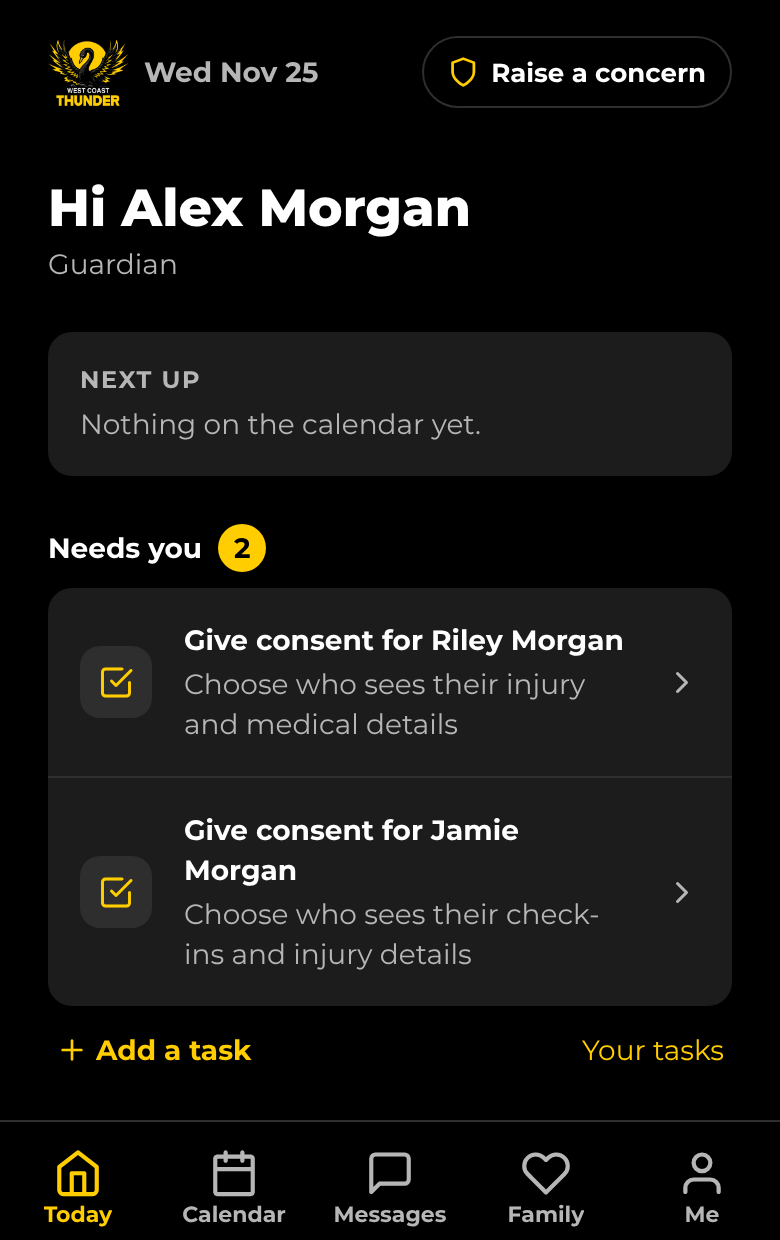 WEST COAST
THUNDER
Wed Nov 25
Raise a concern
Hi Alex Morgan
Guardian
NEXT UP
Nothing on the calendar yet.
Needs you 2
Give consent for Riley Morgan
Choose who sees their injury
and medical details
Give consent for Jamie
Morgan
Choose who sees their check-
ins and injury details
Add a task
Your tasks
Today
Calendar
Messages
Family
Me